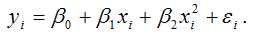 yᵢ = β₀ + β₁xᵢ + β₂xᵢ² + εᵢ.